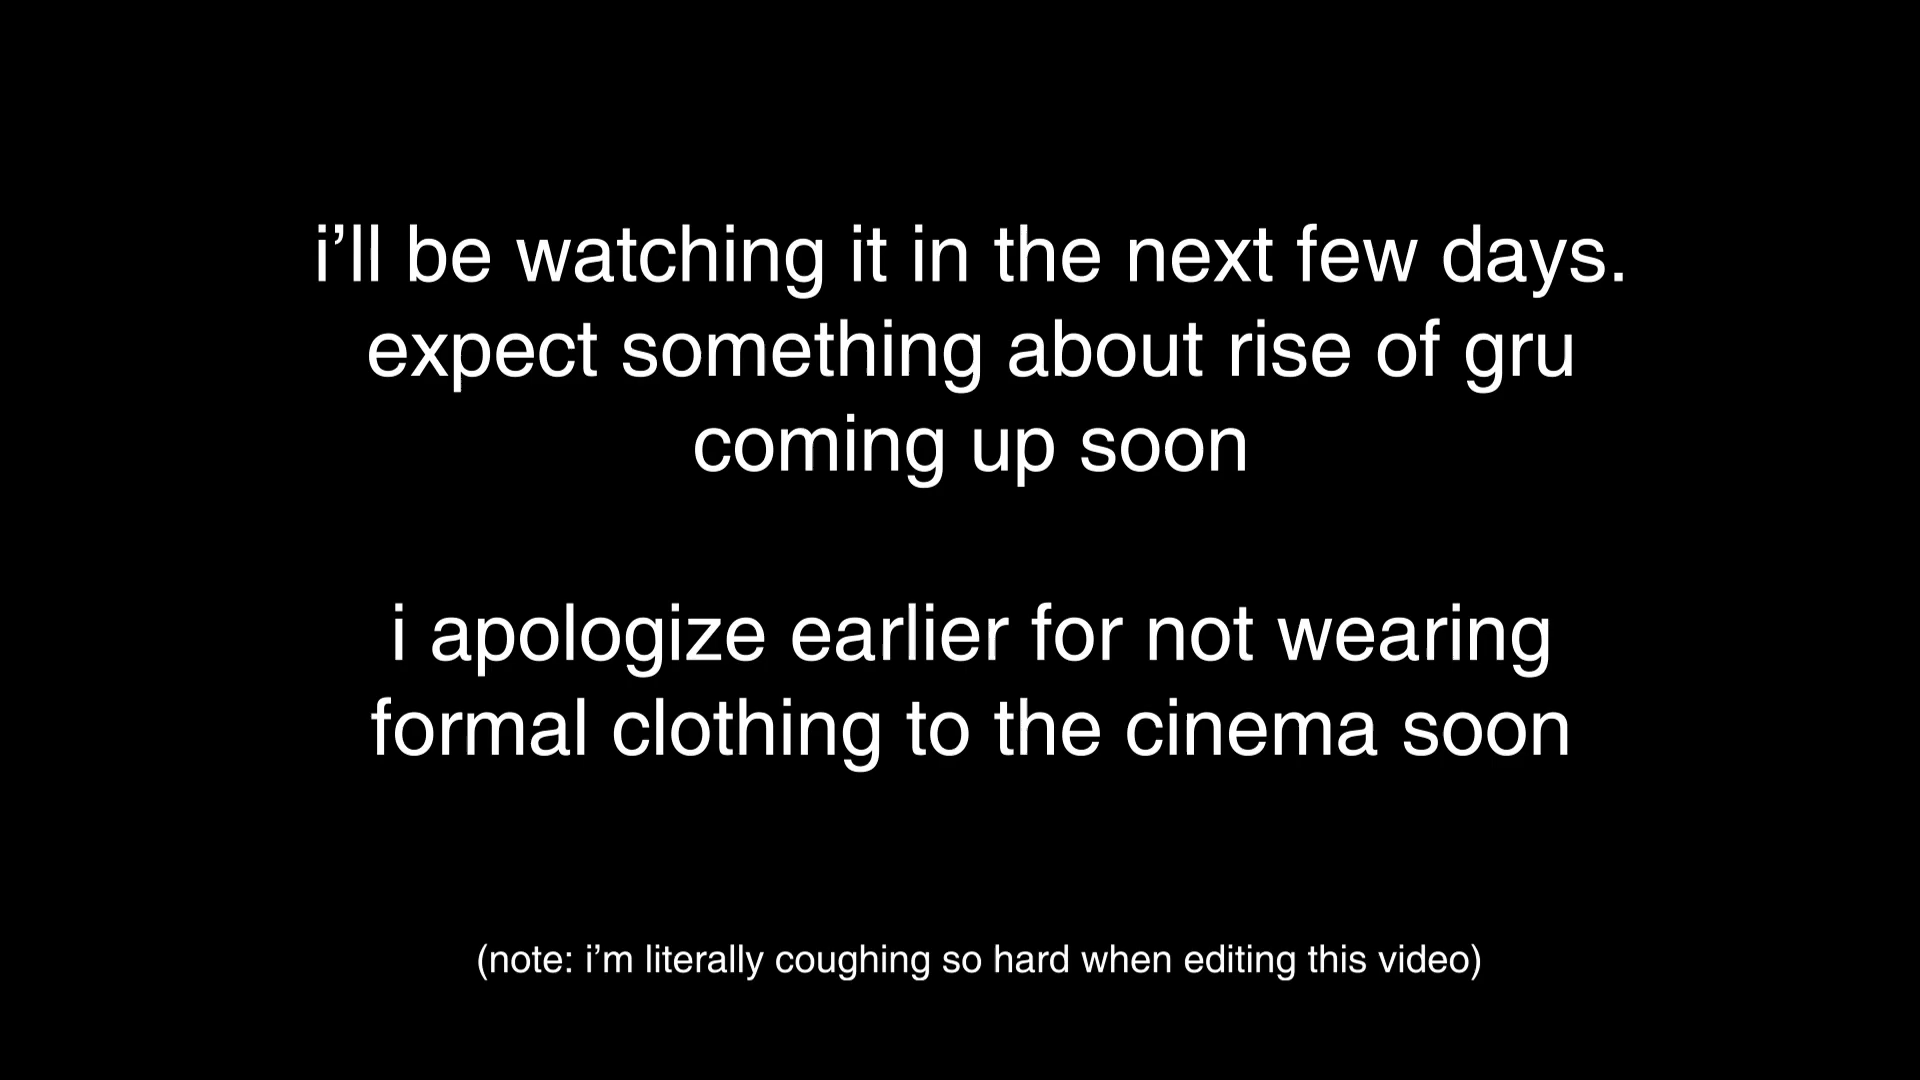 i’ll be watching it in the next few days.
expect something about rise of gru
coming up soon
i apologize earlier for not wearing
formal clothing to the cinema soon
(note: i’m literally coughing so hard when editing this video)